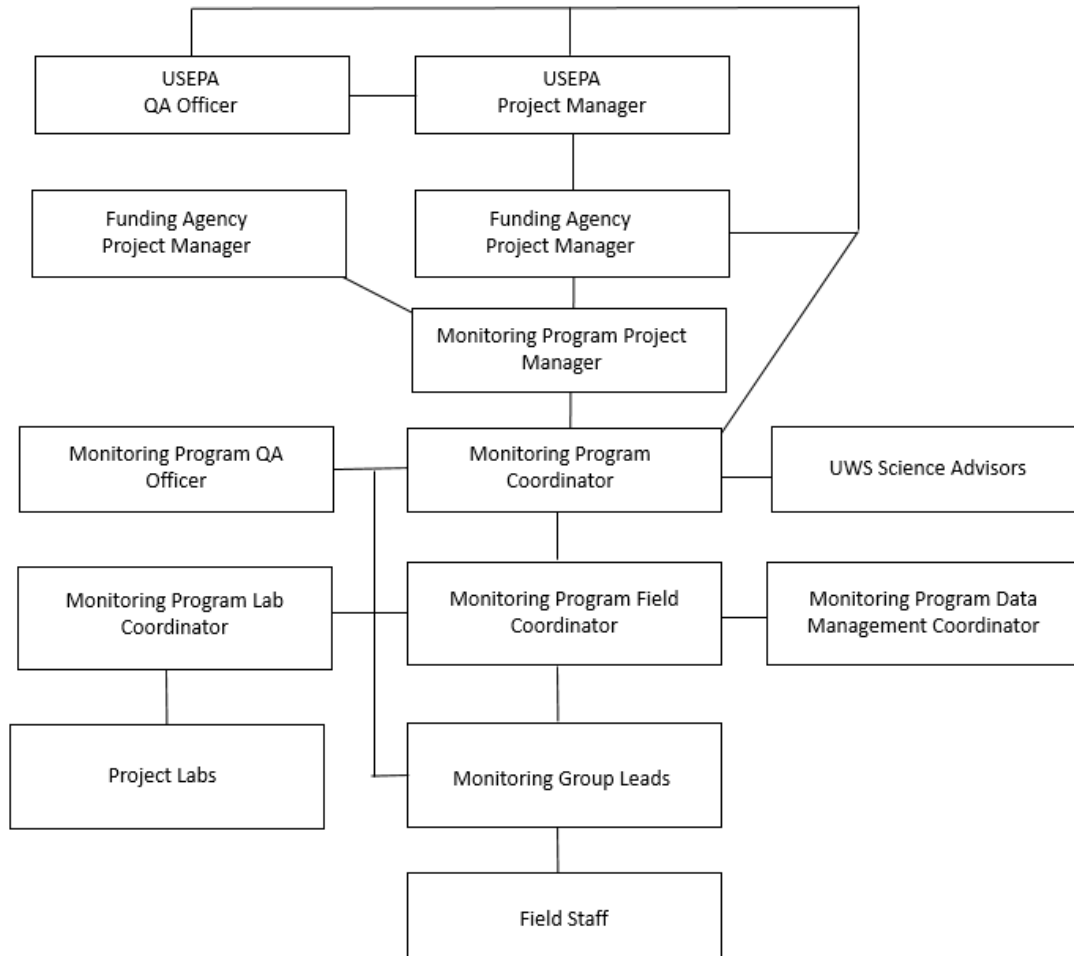 USEPA
QA Officer
USEPA
Project Manager
Funding Agency
Project Manager
Funding Agency
Project Manager
Monitoring Program Project
Manager
Monitoring Program QA
Officer
Monitoring Program
Coordinator
UWS Science Advisors
Monitoring Program Lab
Coordinator
Monitoring Program Field
Coordinator
Monitoring Program Data
Management Coordinator
Project Labs
Monitoring Group Leads
Field Staff